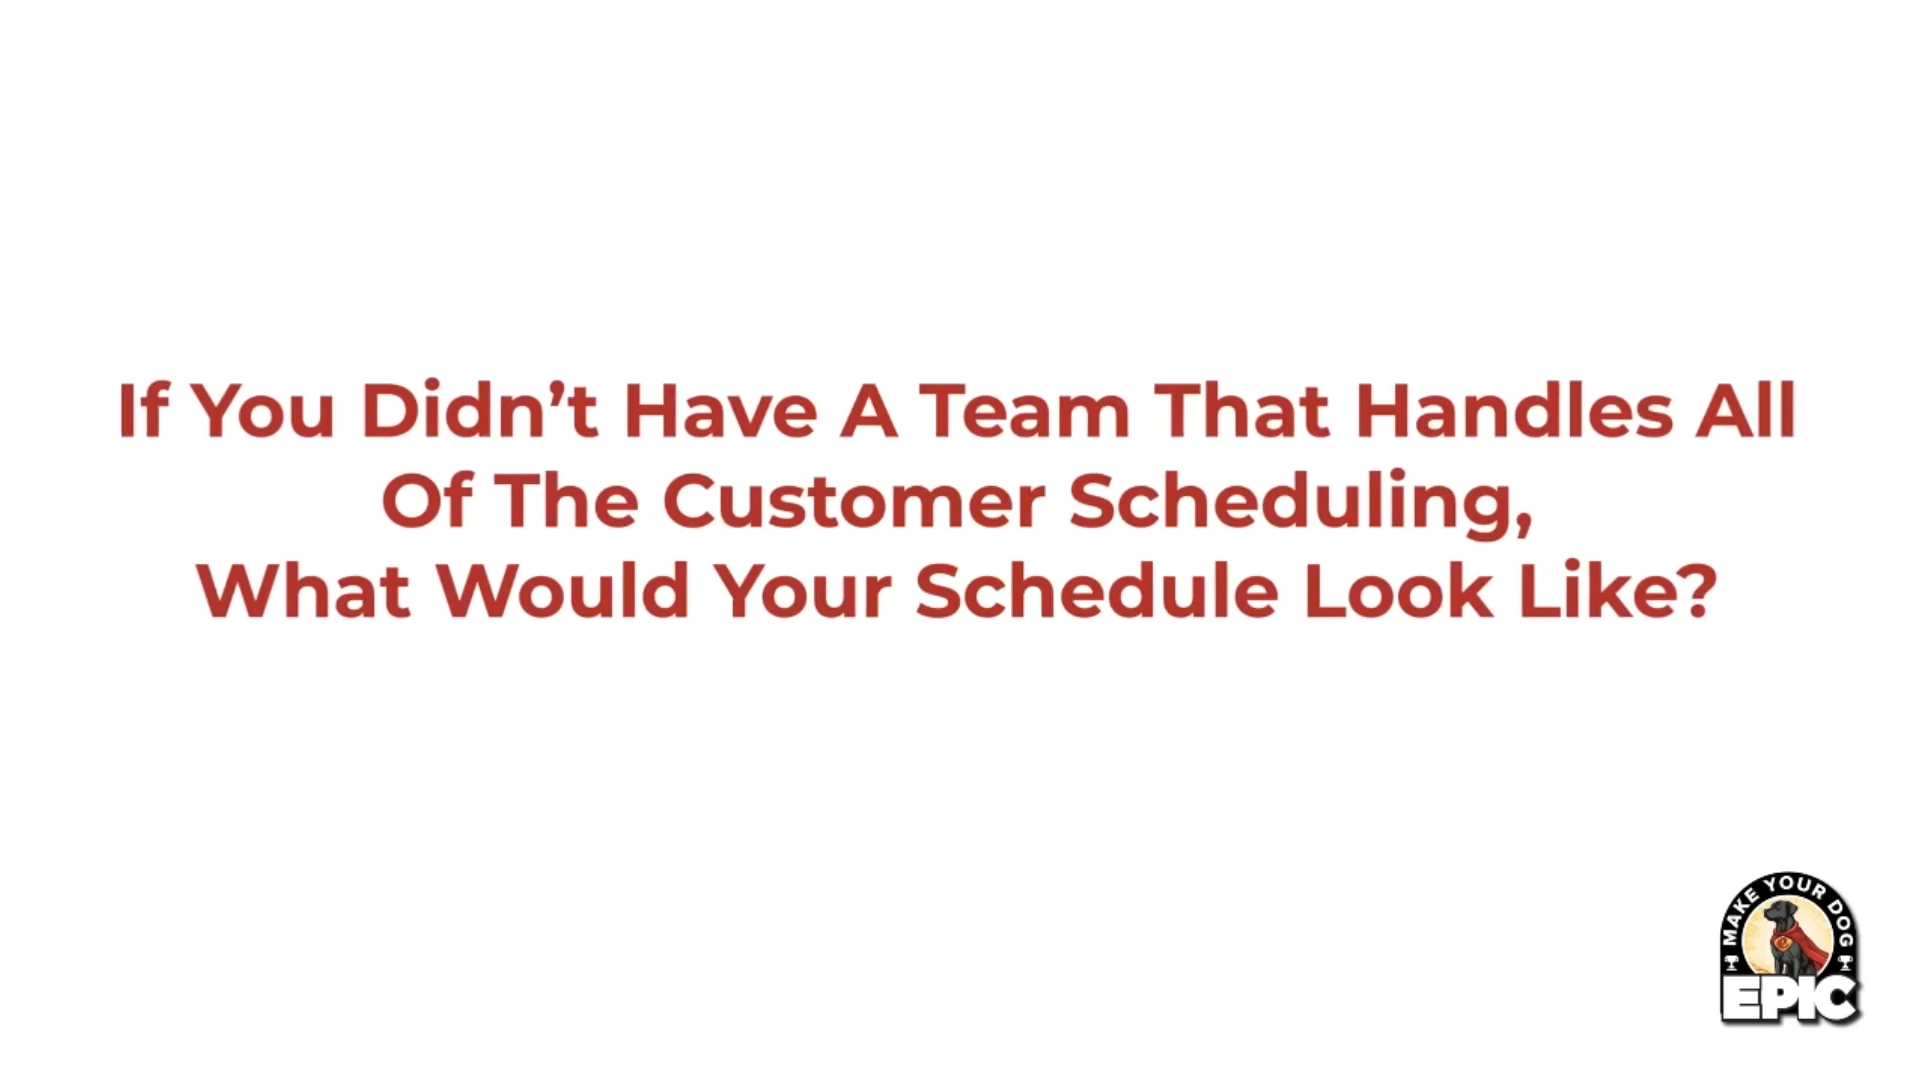 If You Didn’t Have A Team That Handles All
Of The Customer Scheduling,
What Would Your Schedule Look Like?
MAKE YOUR DOG
EPIC